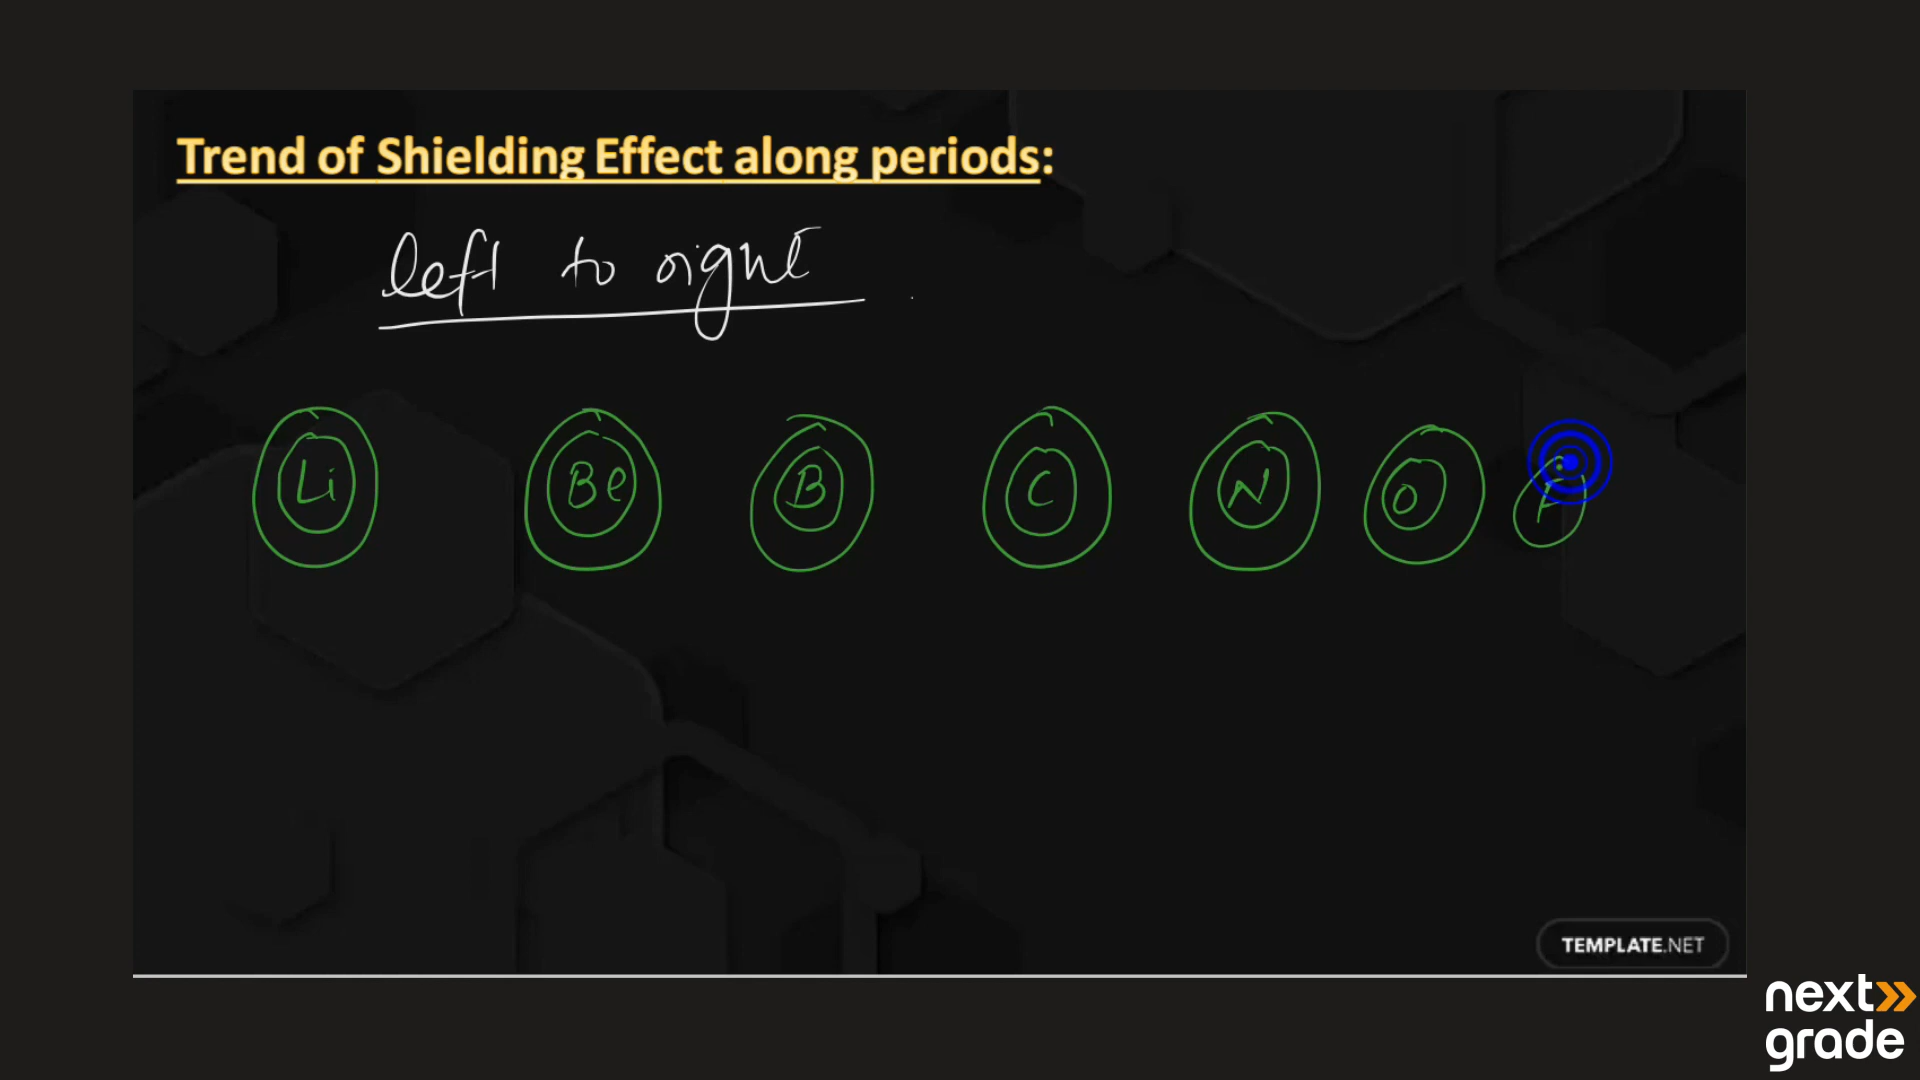 Trend of Shielding Effect along periods:
left to right
Li Be B C N O F
TEMPLATE.NET
next
grade